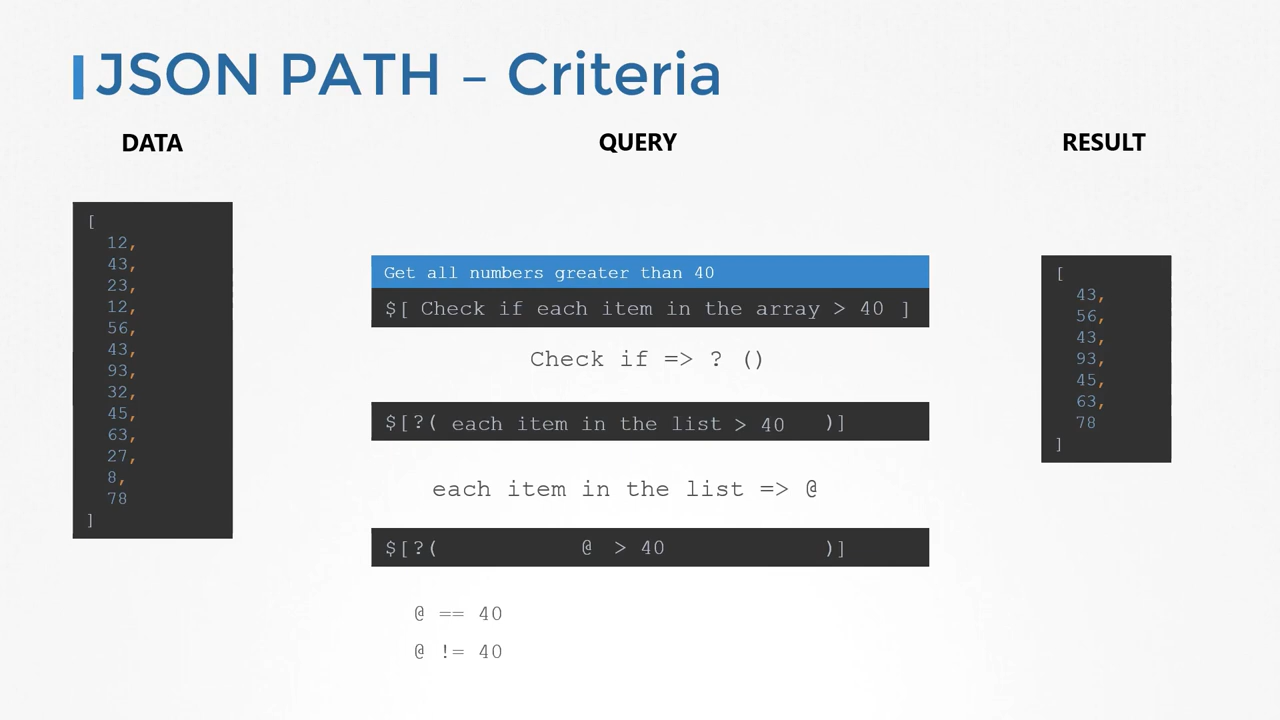 JSON PATH – Criteria
DATA
[
12,
43,
23,
12,
56,
43,
93,
32,
45,
63,
27,
8,
78
]
QUERY
Get all numbers greater than 40
$[ Check if each item in the array > 40 ]
Check if => ? ()
$[?( each item in the list > 40 )]
each item in the list => @
$[?( @ > 40 )]
@ == 40
@ != 40
RESULT
[
43,
56,
43,
93,
45,
63,
78
]